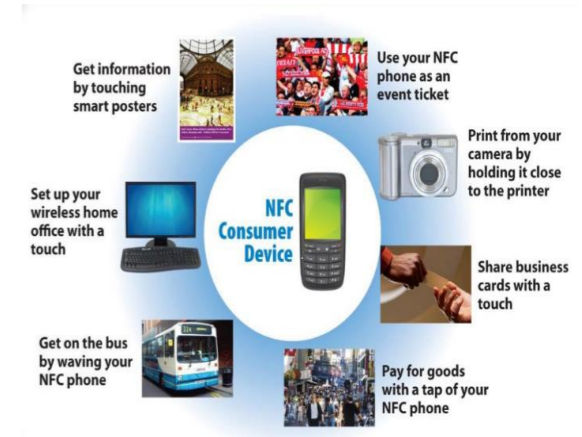 Get information
by touching
smart posters
Use your NFC
phone as an
event ticket
Print from your
camera by
holding it close
to the printer
Set up your
wireless home
office with a
touch
NFC
Consumer
Device
Share business
cards with a
touch
Get on the bus
by waving your
NFC phone
Pay for goods
with a tap of your
NFC phone
LIVERPOOL FC